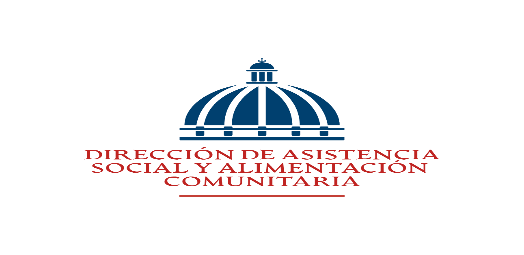 DIRECCIÓN DE ASISTENCIA
SOCIAL Y ALIMENTACIÓN
COMUNITARIA